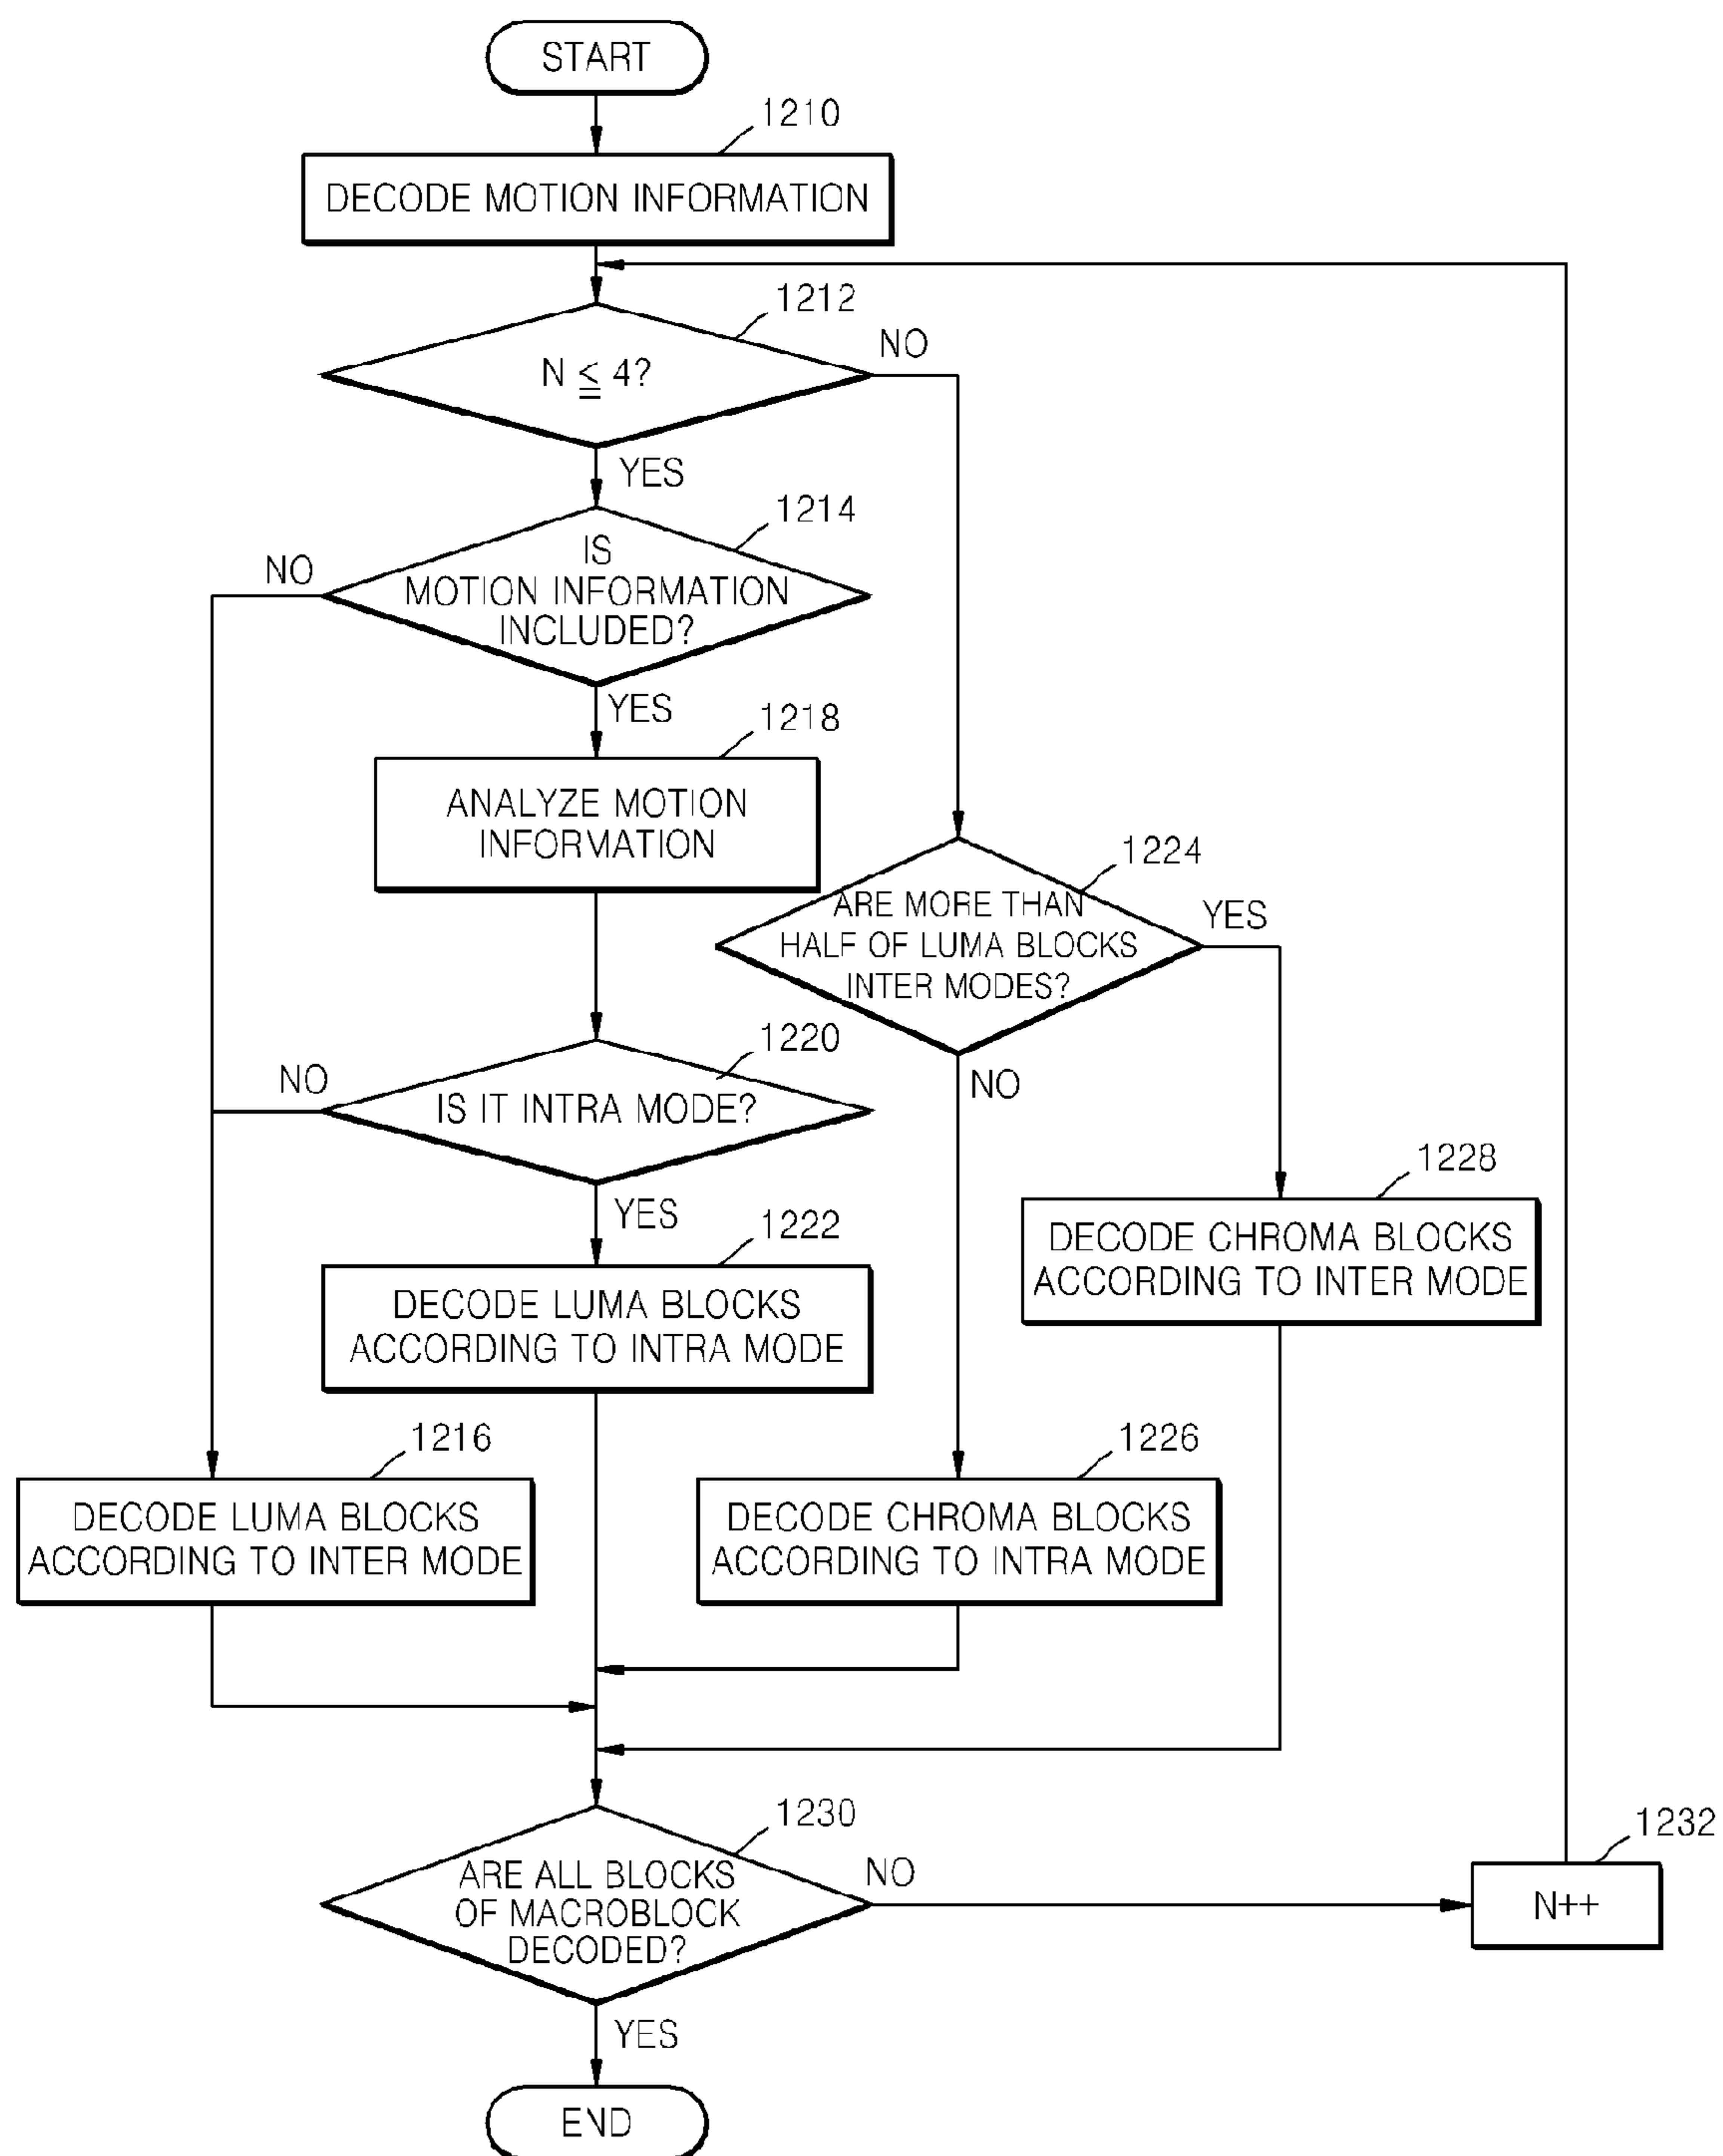 START
1210
DECODE MOTION INFORMATION
1212
N ≦ 4?
NO
YES
1214
IS
MOTION INFORMATION
INCLUDED?
NO
YES
1218
ANALYZE MOTION
INFORMATION
1224
ARE MORE THAN
HALF OF LUMA BLOCKS
INTER MODES?
YES
NO
1220
IS IT INTRA MODE?
NO
YES
1228
DECODE CHROMA BLOCKS
ACCORDING TO INTER MODE
1222
DECODE LUMA BLOCKS
ACCORDING TO INTRA MODE
1216
DECODE LUMA BLOCKS
ACCORDING TO INTER MODE
1226
DECODE CHROMA BLOCKS
ACCORDING TO INTRA MODE
1230
ARE ALL BLOCKS
OF MACROBLOCK
DECODED?
NO
1232
N++
YES
END